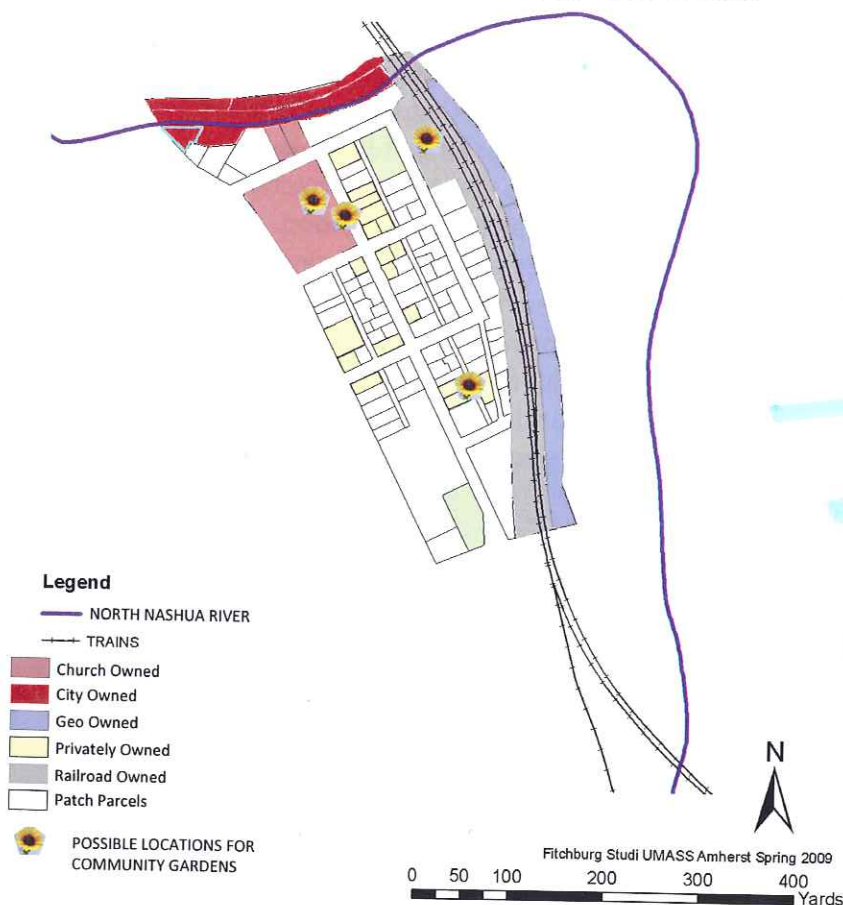 Legend
NORTH NASHUA RIVER
TRAINS
Church Owned
City Owned
Geo Owned
Privately Owned
Railroad Owned
Patch Parcels
POSSIBLE LOCATIONS FOR
COMMUNITY GARDENS
N
Fitchburg Studi UMASS Amherst Spring 2009
0 50 100 200 300 400
Yards